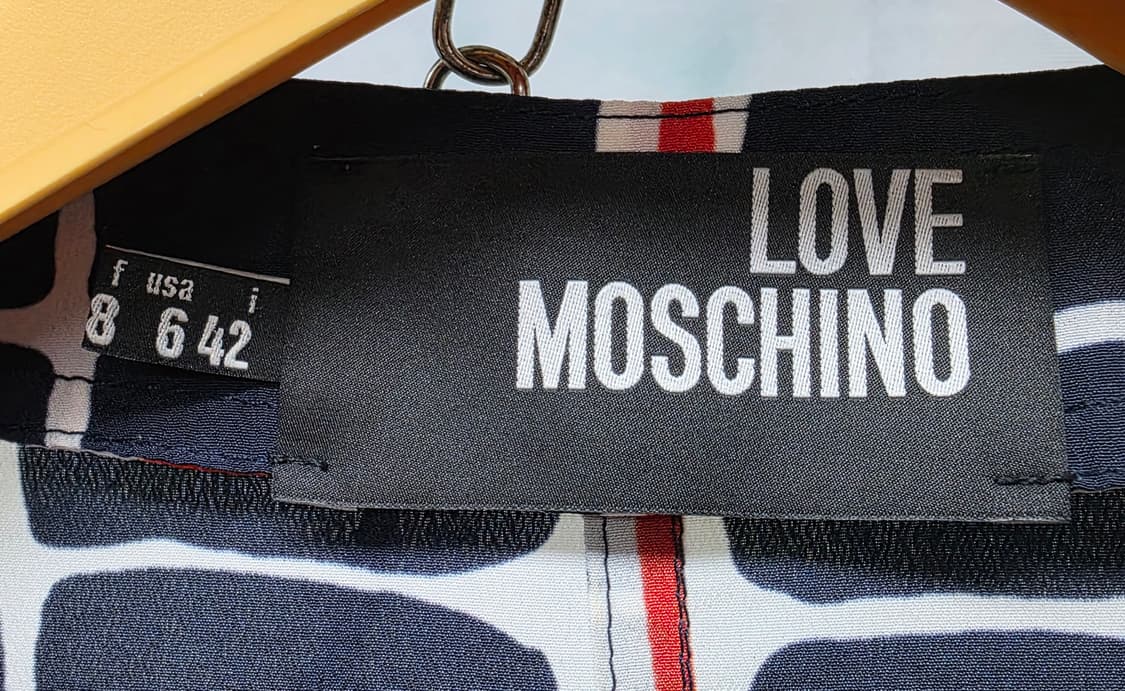 LOVE
MOSCHINO
f usa i
8 6 42